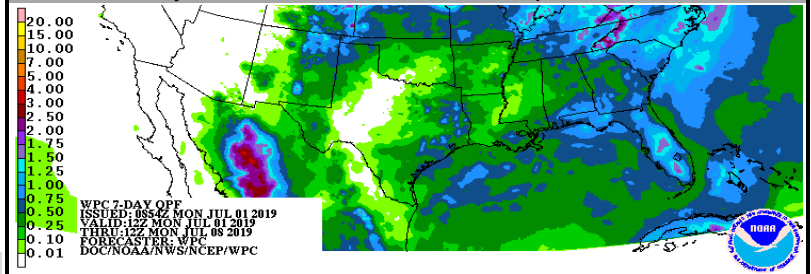 20.00
15.00
10.00
7.00
5.00
4.00
3.00
2.50
2.00
1.75
1.50
1.25
1.00
0.75
0.50
0.25
0.10
0.01
WPC 7-DAY QPF
ISSUED: 0854Z MON JUL 01 2019
VALID:12Z MON JUL 01 2019
THRU:12Z MON JUL 08 2019
FORECASTER: WPC
DOC/NOAA/NWS/NCEP/WPC
NOAA